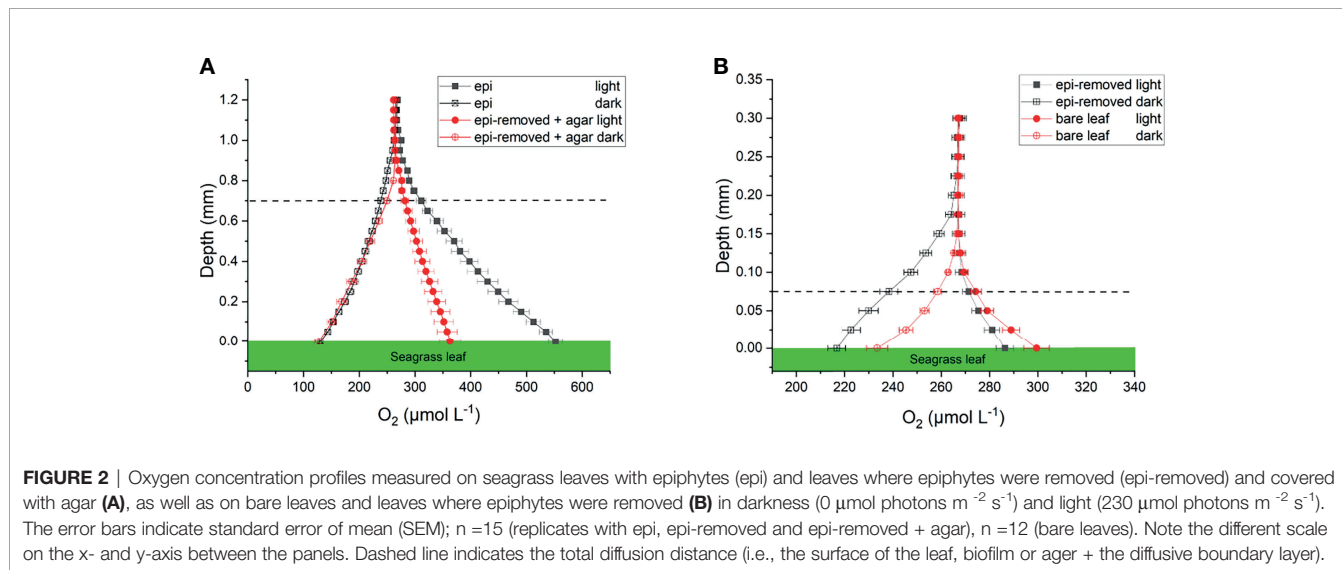 A
epi light
epi dark
epi-removed + agar light
epi-removed + agar dark
1.2
1.0
0.8
0.6
0.4
0.2
0.0
Depth (mm)
Seagrass leaf
0 100 200 300 400 500 600
O₂ (µmol L⁻¹)
B
epi-removed light
epi-removed dark
bare leaf light
bare leaf dark
0.35
0.30
0.25
0.20
0.15
0.10
0.05
0.00
Depth (mm)
Seagrass leaf
200 220 240 260 280 300 320 340
O₂ (µmol L⁻¹)
FIGURE 2 | Oxygen concentration profiles measured on seagrass leaves with epiphytes (epi) and leaves where epiphytes were removed (epi-removed) and covered
with agar (A), as well as on bare leaves and leaves where epiphytes were removed (B) in darkness (0 µmol photons m ⁻² s⁻¹) and light (230 µmol photons m ⁻² s⁻¹).
The error bars indicate standard error of mean (SEM); n =15 (replicates with epi, epi-removed and epi-removed + agar), n =12 (bare leaves). Note the different scale
on the x- and y-axis between the panels. Dashed line indicates the total diffusion distance (i.e., the surface of the leaf, biofilm or ager + the diffusive boundary layer).